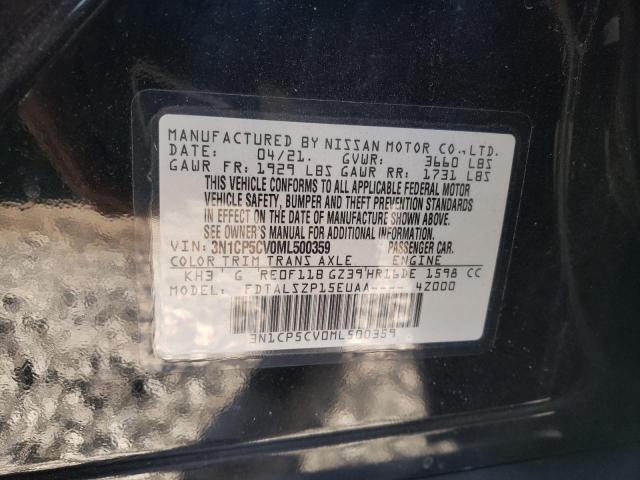 MANUFACTURED BY NISSAN MOTOR CO., LTD.
DATE: 04/21. GVWR: 3660 LBS
GAWR FR: 1929 LBS GAWR RR: 1731 LBS
THIS VEHICLE CONFORMS TO ALL APPLICABLE FEDERAL MOTOR
VEHICLE SAFETY, BUMPER AND THEFT PREVENTION STANDARDS
IN EFFECT ON THE DATE OF MANUFACTURE SHOWN ABOVE.
SEE OWNER'S MANUAL FOR ADDITIONAL INFORMATION.
VIN: 3N1CP5CV0ML500359 PASSENGER CAR.
COLOR TRIM TRANS AXLE ENGINE
KH3 G RE0F11B GZ39 HR16DE 1598 CC
MODEL: FDTALSZP15EUAA---- 4Z000
3N1CP5CV0ML500359